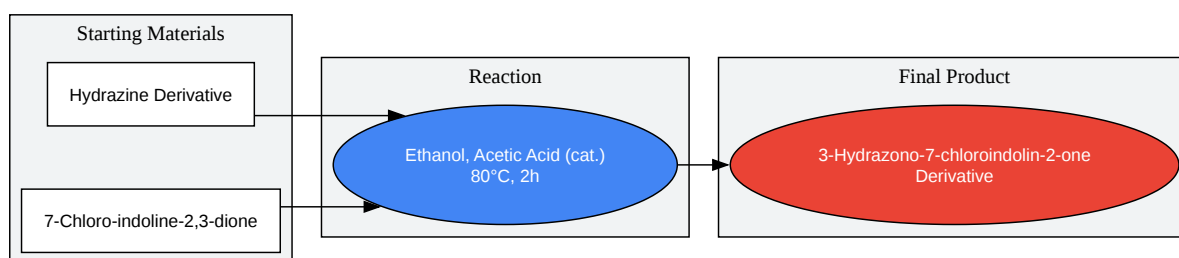 Starting Materials
Hydrazine Derivative
7-Chloro-indoline-2,3-dione
Reaction
Ethanol, Acetic Acid (cat.)
80°C, 2h
Final Product
3-Hydrazono-7-chloroindolin-2-one
Derivative